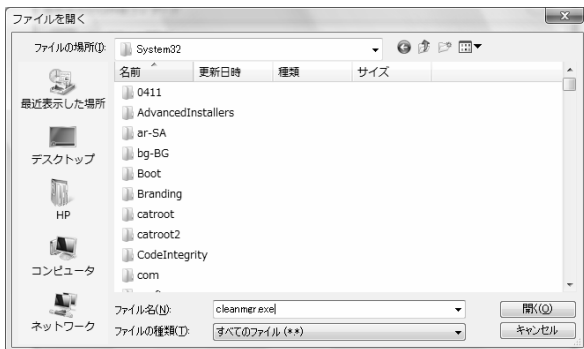 ファイルを開く
ファイルの場所(I):
System32
名前
更新日時
種類
サイズ
0411
AdvancedInstallers
ar-SA
bg-BG
Boot
Branding
catroot
catroot2
CodeIntegrity
com
最近表示した場所
デスクトップ
HP
コンピュータ
ネットワーク
ファイル名(N):
cleanmgr.exe
開く(O)
ファイルの種類(T):
すべてのファイル (*.*)
キャンセル